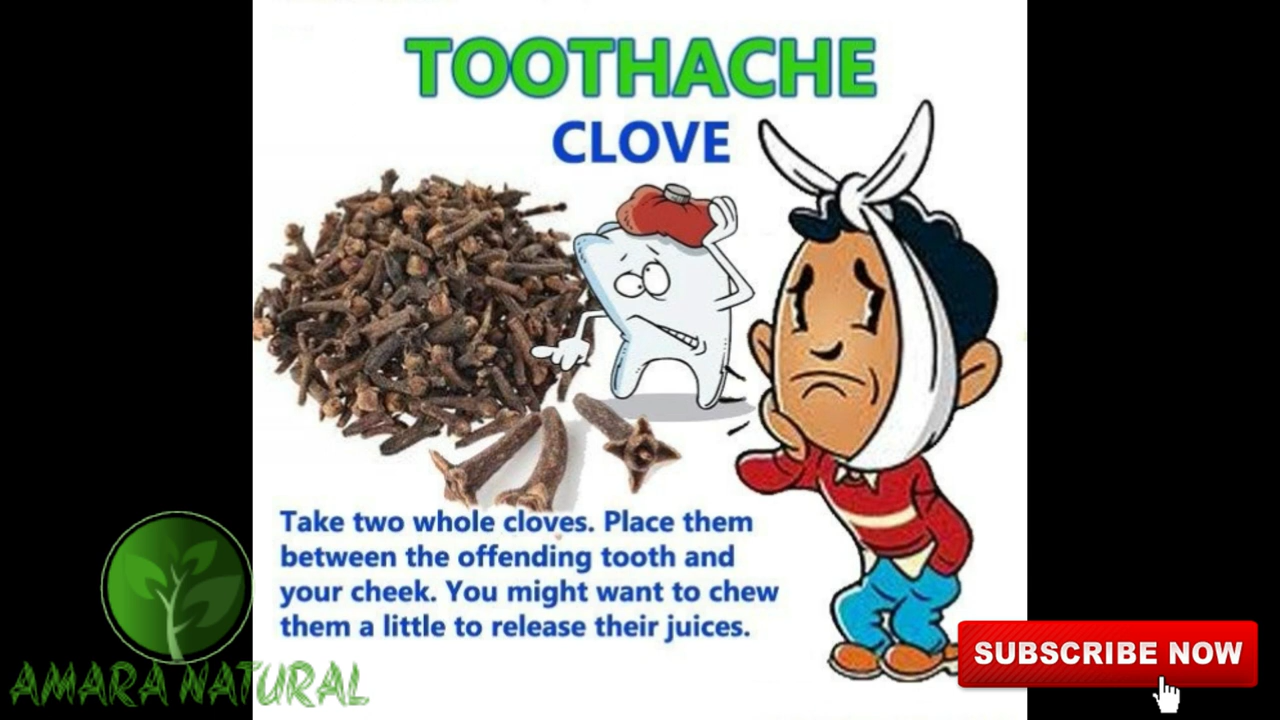 TOOTHACHE
CLOVE
Take two whole cloves. Place them
between the offending tooth and
your cheek. You might want to chew
them a little to release their juices.
AMARA NATURAL
SUBSCRIBE NOW